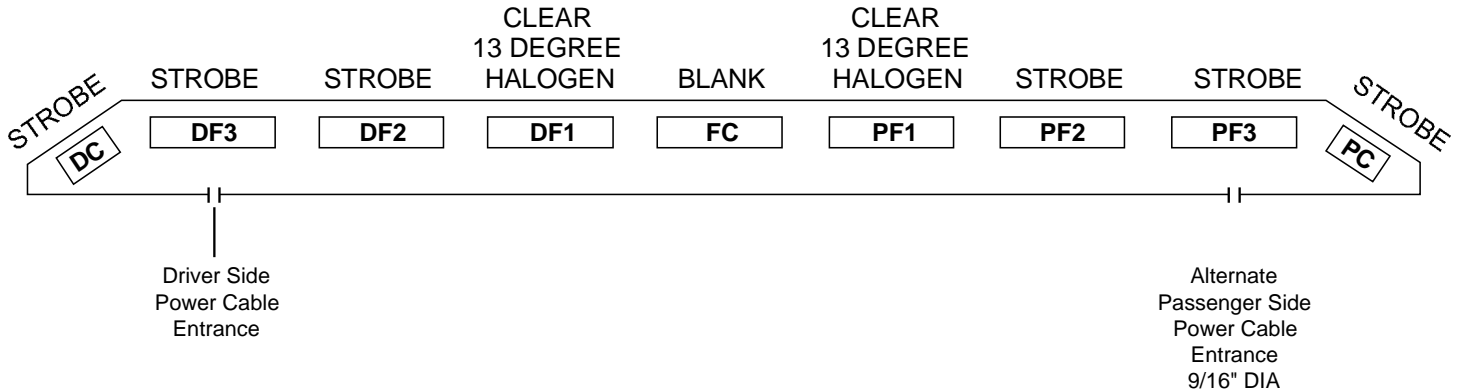 CLEAR
13 DEGREE
HALOGEN
CLEAR
13 DEGREE
HALOGEN
STROBE
STROBE
STROBE
BLANK
STROBE
STROBE
STROBE
DC
DF3
DF2
DF1
FC
PF1
PF2
PF3
PC
Driver Side
Power Cable
Entrance
Alternate
Passenger Side
Power Cable
Entrance
9/16" DIA